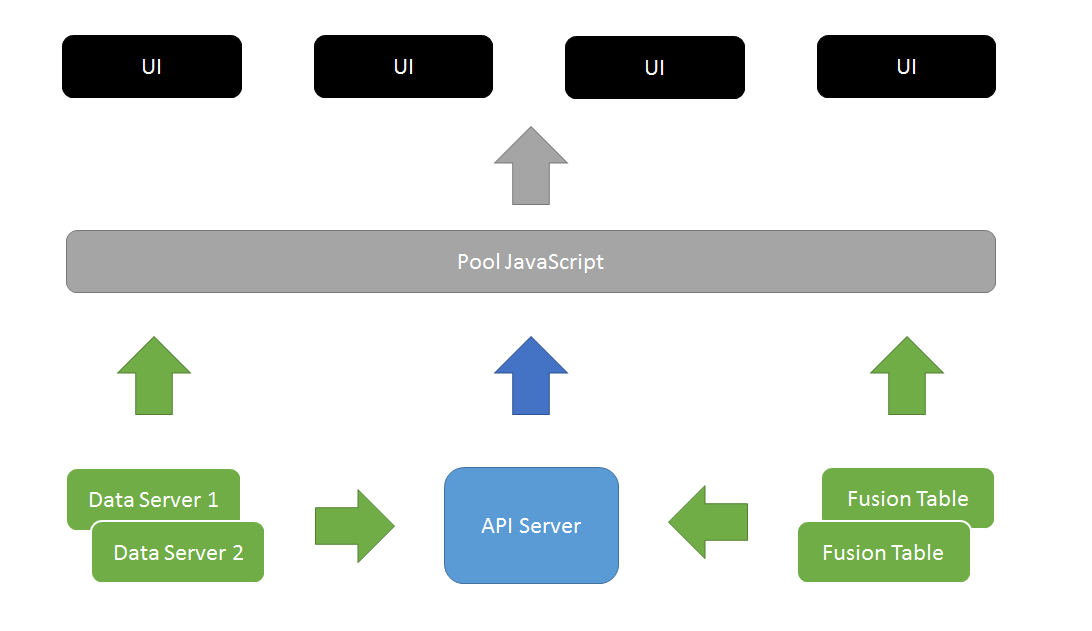 UI
UI
UI
UI
Pool JavaScript
Data Server 1
Data Server 2
API Server
Fusion Table
Fusion Table